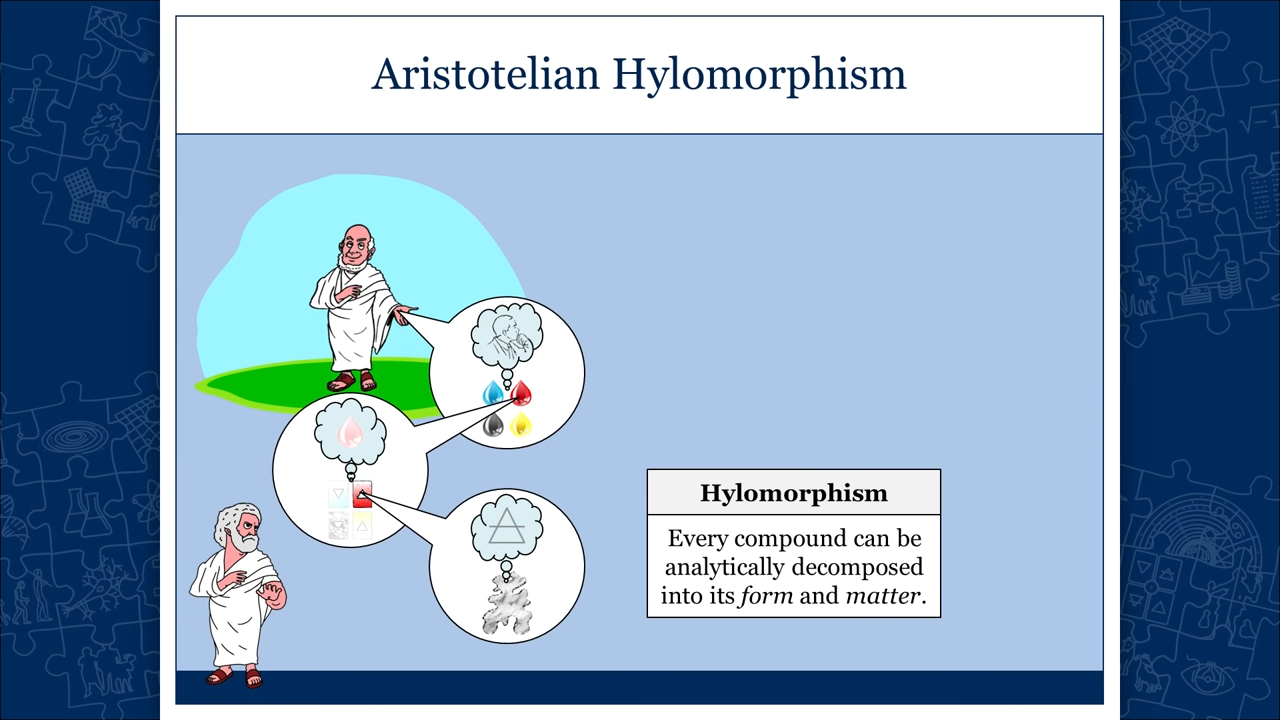 Aristotelian Hylomorphism
Hylomorphism
Every compound can be
analytically decomposed
into its form and matter.